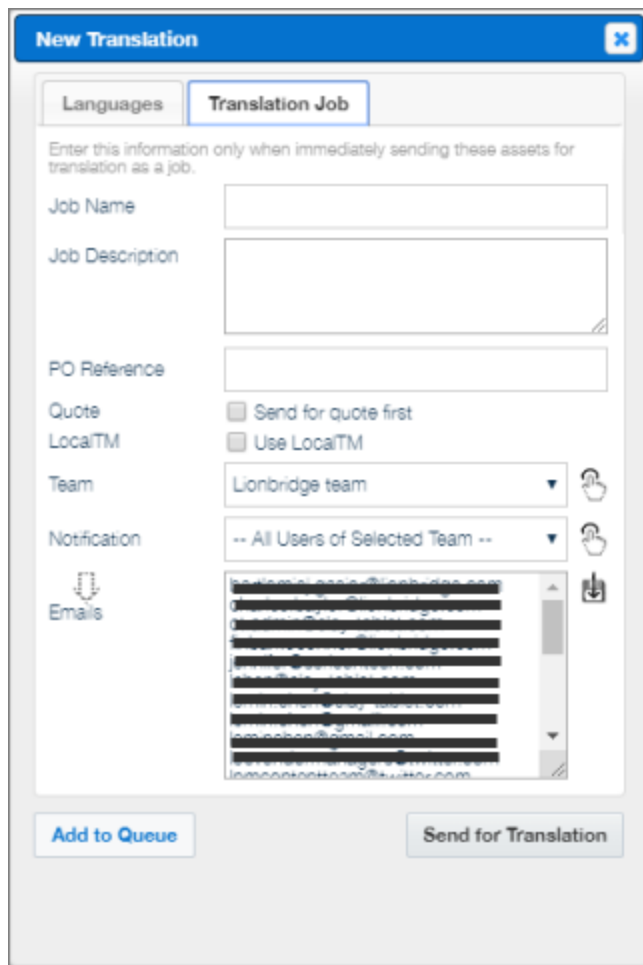 New Translation
Languages
Translation Job
Enter this information only when immediately sending these assets for
translation as a job.
Job Name
Job Description
PO Reference
Quote
Send for quote first
LocalTM
Use LocalTM
Team
Lionbridge team
Notification
-- All Users of Selected Team --
Emails
Add to Queue
Send for Translation